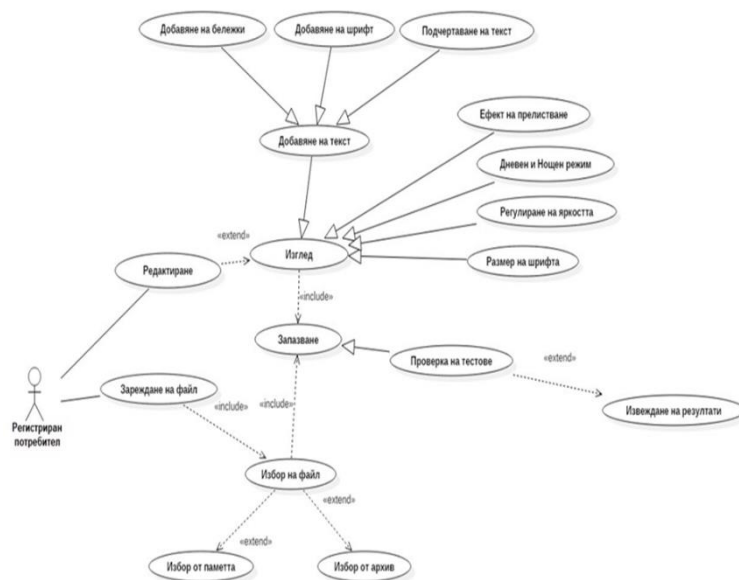 Добавяне на бележки
Добавяне на шрифт
Подчертаване на текст
Ефект на прелистване
Добавяне на текст
Дневен и Нощен режим
Регулиране на яркостта
«extend»
Изглед
Размер на шрифта
Редактиране
«include»
Запазване
Проверка на тестове
«extend»
Зареждане на файл
«include»
«include»
Извеждане на резултати
Регистриран
потребител
Избор на файл
«extend»
«extend»
Избор от паметта
Избор от архив